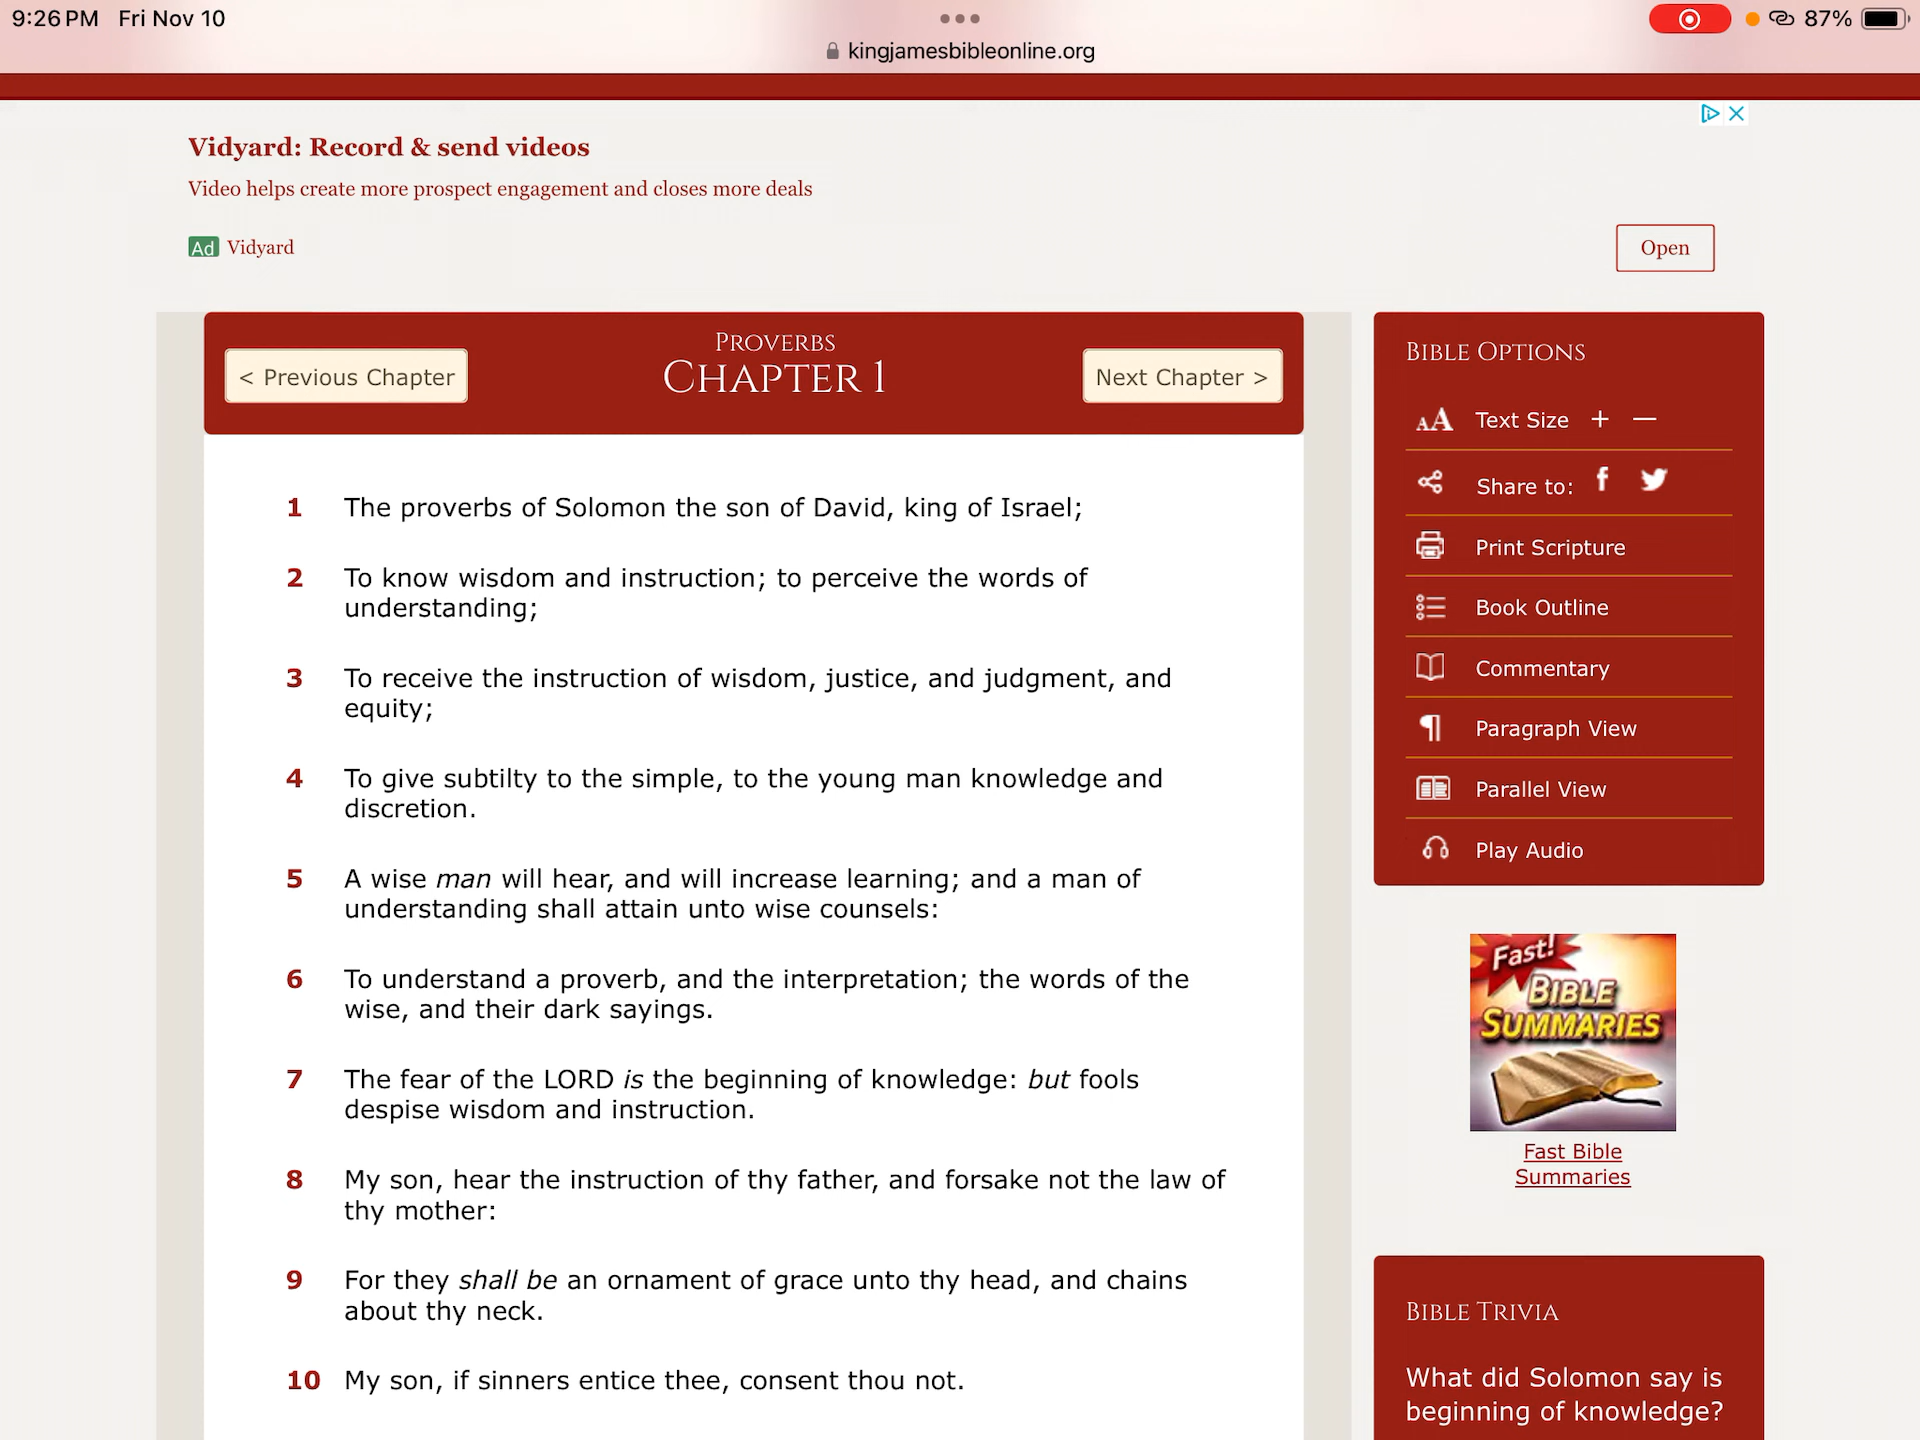 9:26 PM Fri Nov 10
87%
kingjamesbibleonline.org
Vidyard: Record & send videos
Video helps create more prospect engagement and closes more deals
Ad Vidyard
Open
< Previous Chapter
Proverbs
Chapter 1
Next Chapter >
1 The proverbs of Solomon the son of David, king of Israel;
2 To know wisdom and instruction; to perceive the words of
understanding;
3 To receive the instruction of wisdom, justice, and judgment, and
equity;
4 To give subtilty to the simple, to the young man knowledge and
discretion.
5 A wise man will hear, and will increase learning; and a man of
understanding shall attain unto wise counsels:
6 To understand a proverb, and the interpretation; the words of the
wise, and their dark sayings.
7 The fear of the LORD is the beginning of knowledge: but fools
despise wisdom and instruction.
8 My son, hear the instruction of thy father, and forsake not the law of
thy mother:
9 For they shall be an ornament of grace unto thy head, and chains
about thy neck.
10 My son, if sinners entice thee, consent thou not.
Bible Options
AA Text Size + —
Share to: f
Print Scripture
Book Outline
Commentary
¶ Paragraph View
Parallel View
Play Audio
Fast!
Bible
Summaries
Fast Bible
Summaries
Bible Trivia
What did Solomon say is
beginning of knowledge?